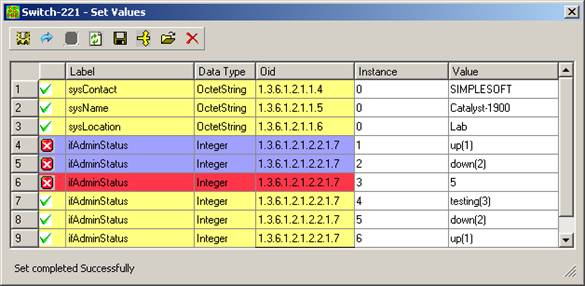 Switch-221 - Set Values
Label Data Type Oid Instance Value
1 sysContact OctetString 1.3.6.1.2.1.1.4 0 SIMPLESOFT
2 sysName OctetString 1.3.6.1.2.1.1.5 0 Catalyst-1900
3 sysLocation OctetString 1.3.6.1.2.1.1.6 0 Lab
4 ifAdminStatus Integer 1.3.6.1.2.1.2.2.1.7 1 up(1)
5 ifAdminStatus Integer 1.3.6.1.2.1.2.2.1.7 2 down(2)
6 ifAdminStatus Integer 1.3.6.1.2.1.2.2.1.7 3 5
7 ifAdminStatus Integer 1.3.6.1.2.1.2.2.1.7 4 testing(3)
8 ifAdminStatus Integer 1.3.6.1.2.1.2.2.1.7 5 down(2)
9 ifAdminStatus Integer 1.3.6.1.2.1.2.2.1.7 6 up(1)
Set completed Successfully